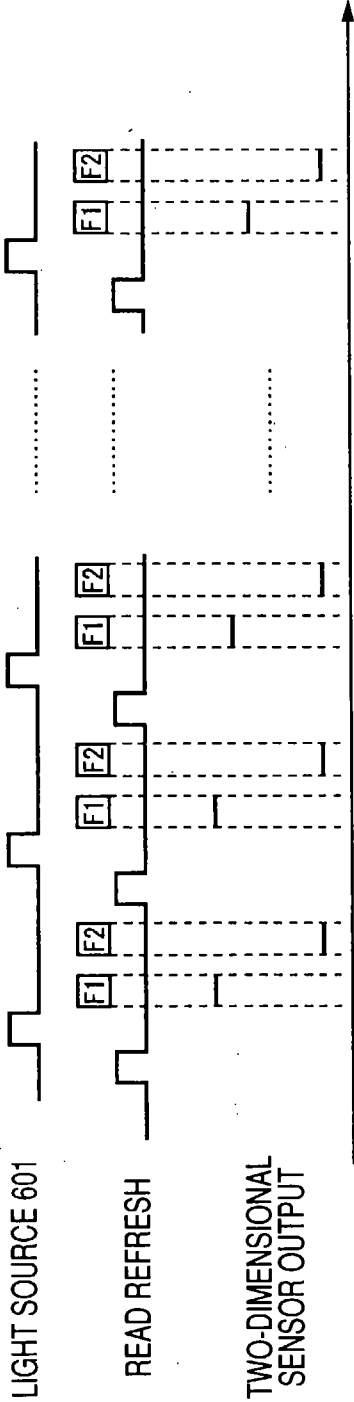 LIGHT SOURCE 601
READ REFRESH
F1 F2 F1 F2 F1 F2 F1 F2
TWO-DIMENSIONAL
SENSOR OUTPUT